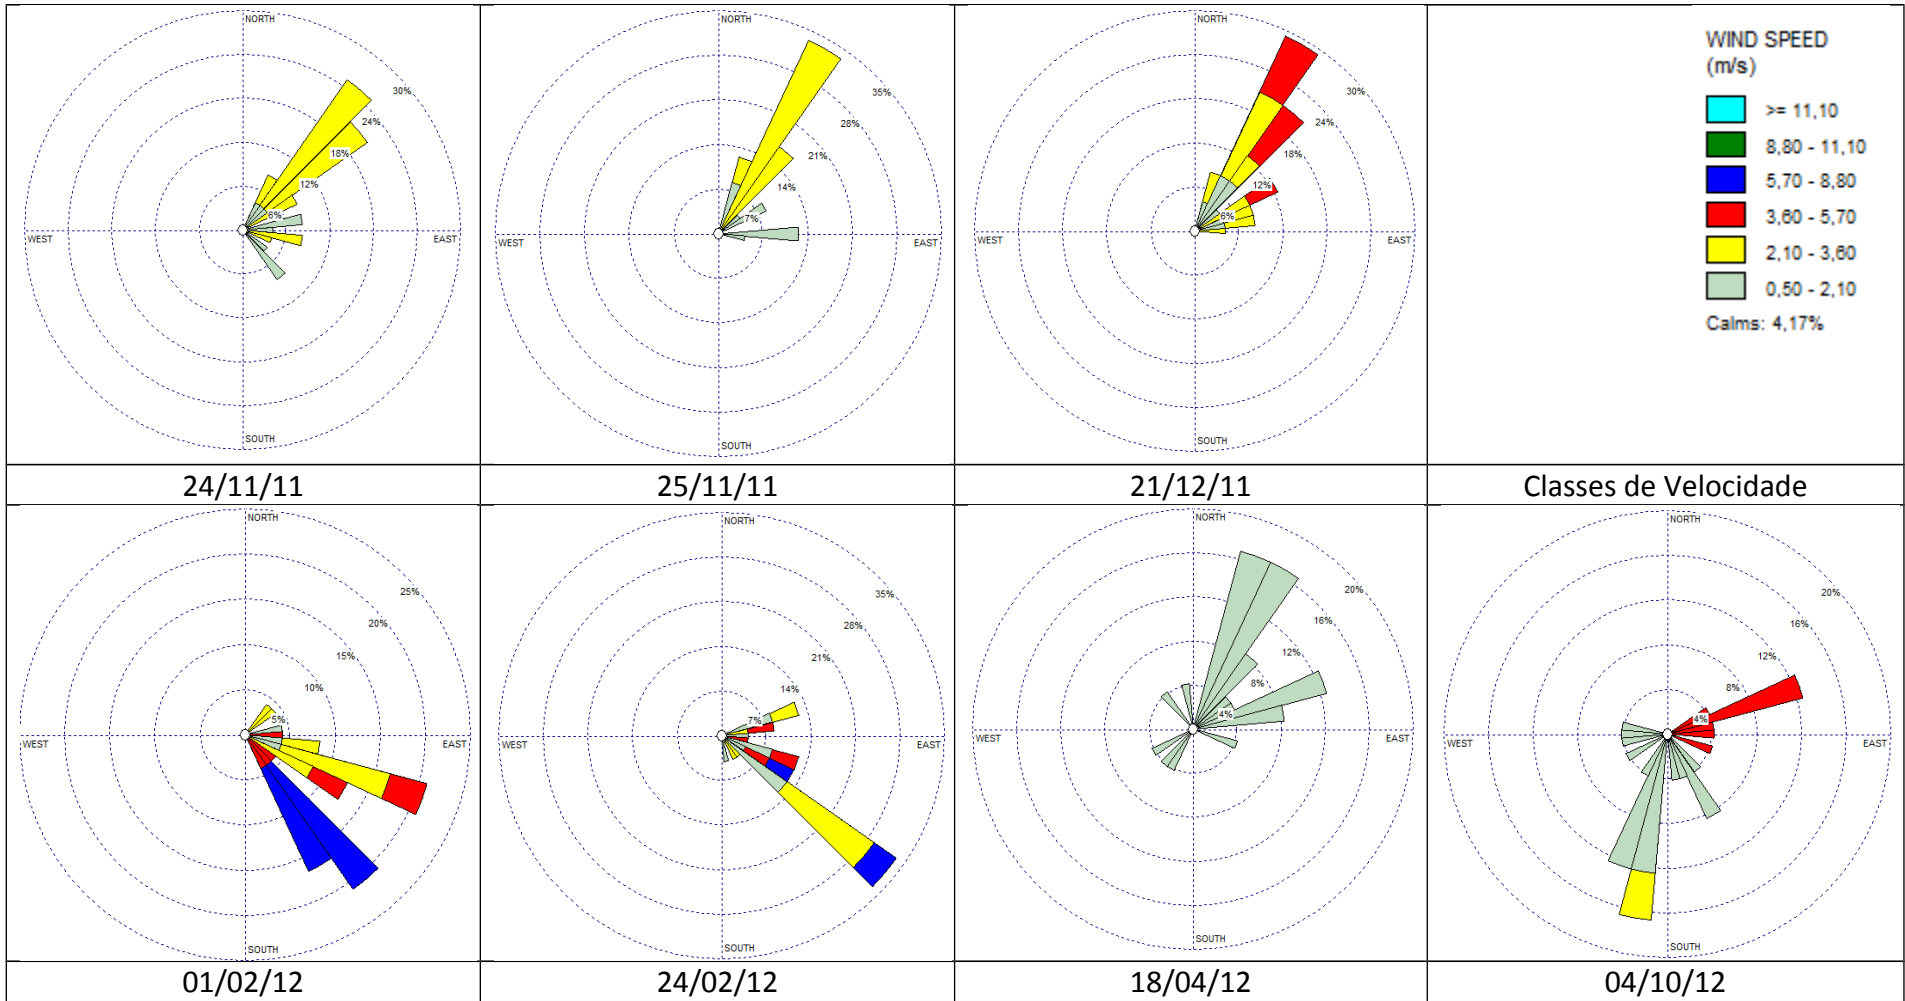 NORTH
30%
24%
18%
12%
6%
WEST
EAST
SOUTH
NORTH
35%
28%
21%
14%
7%
WEST
EAST
SOUTH
NORTH
30%
24%
18%
12%
6%
WEST
EAST
SOUTH
WIND SPEED
(m/s)
>= 11,10
8,80 - 11,10
5,70 - 8,80
3,60 - 5,70
2,10 - 3,60
0,50 - 2,10
Calms: 4,17%
24/11/11
25/11/11
21/12/11
Classes de Velocidade
NORTH
25%
20%
15%
10%
5%
WEST
EAST
SOUTH
NORTH
35%
28%
21%
14%
7%
WEST
EAST
SOUTH
NORTH
20%
16%
12%
8%
4%
WEST
EAST
SOUTH
NORTH
20%
16%
12%
8%
4%
WEST
EAST
SOUTH
01/02/12
24/02/12
18/04/12
04/10/12